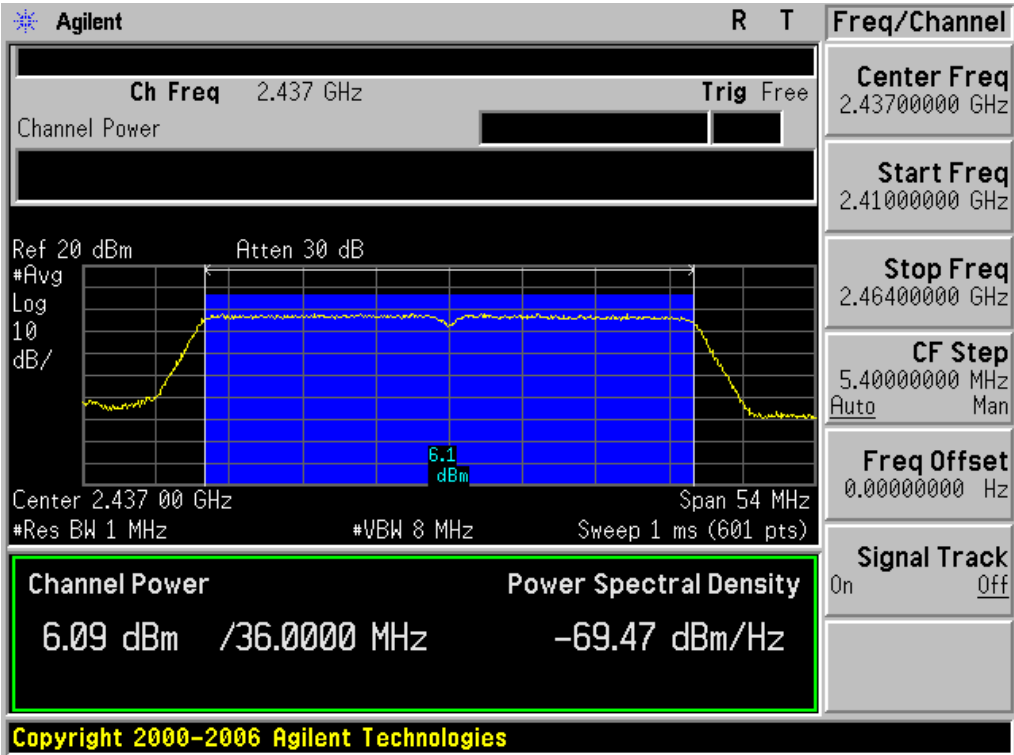 Agilent R T
Ch Freq 2.437 GHz Trig Free
Channel Power
Ref 20 dBm Atten 30 dB
#Avg
Log
10
dB/
6.1
dBm
Center 2.437 00 GHz Span 54 MHz
#Res BW 1 MHz #VBW 8 MHz Sweep 1 ms (601 pts)
Channel Power Power Spectral Density
6.09 dBm /36.0000 MHz -69.47 dBm/Hz
Copyright 2000-2006 Agilent Technologies
Freq/Channel
Center Freq
2.43700000 GHz
Start Freq
2.41000000 GHz
Stop Freq
2.46400000 GHz
CF Step
5.40000000 MHz
Auto Man
Freq Offset
0.00000000 Hz
Signal Track
On Off